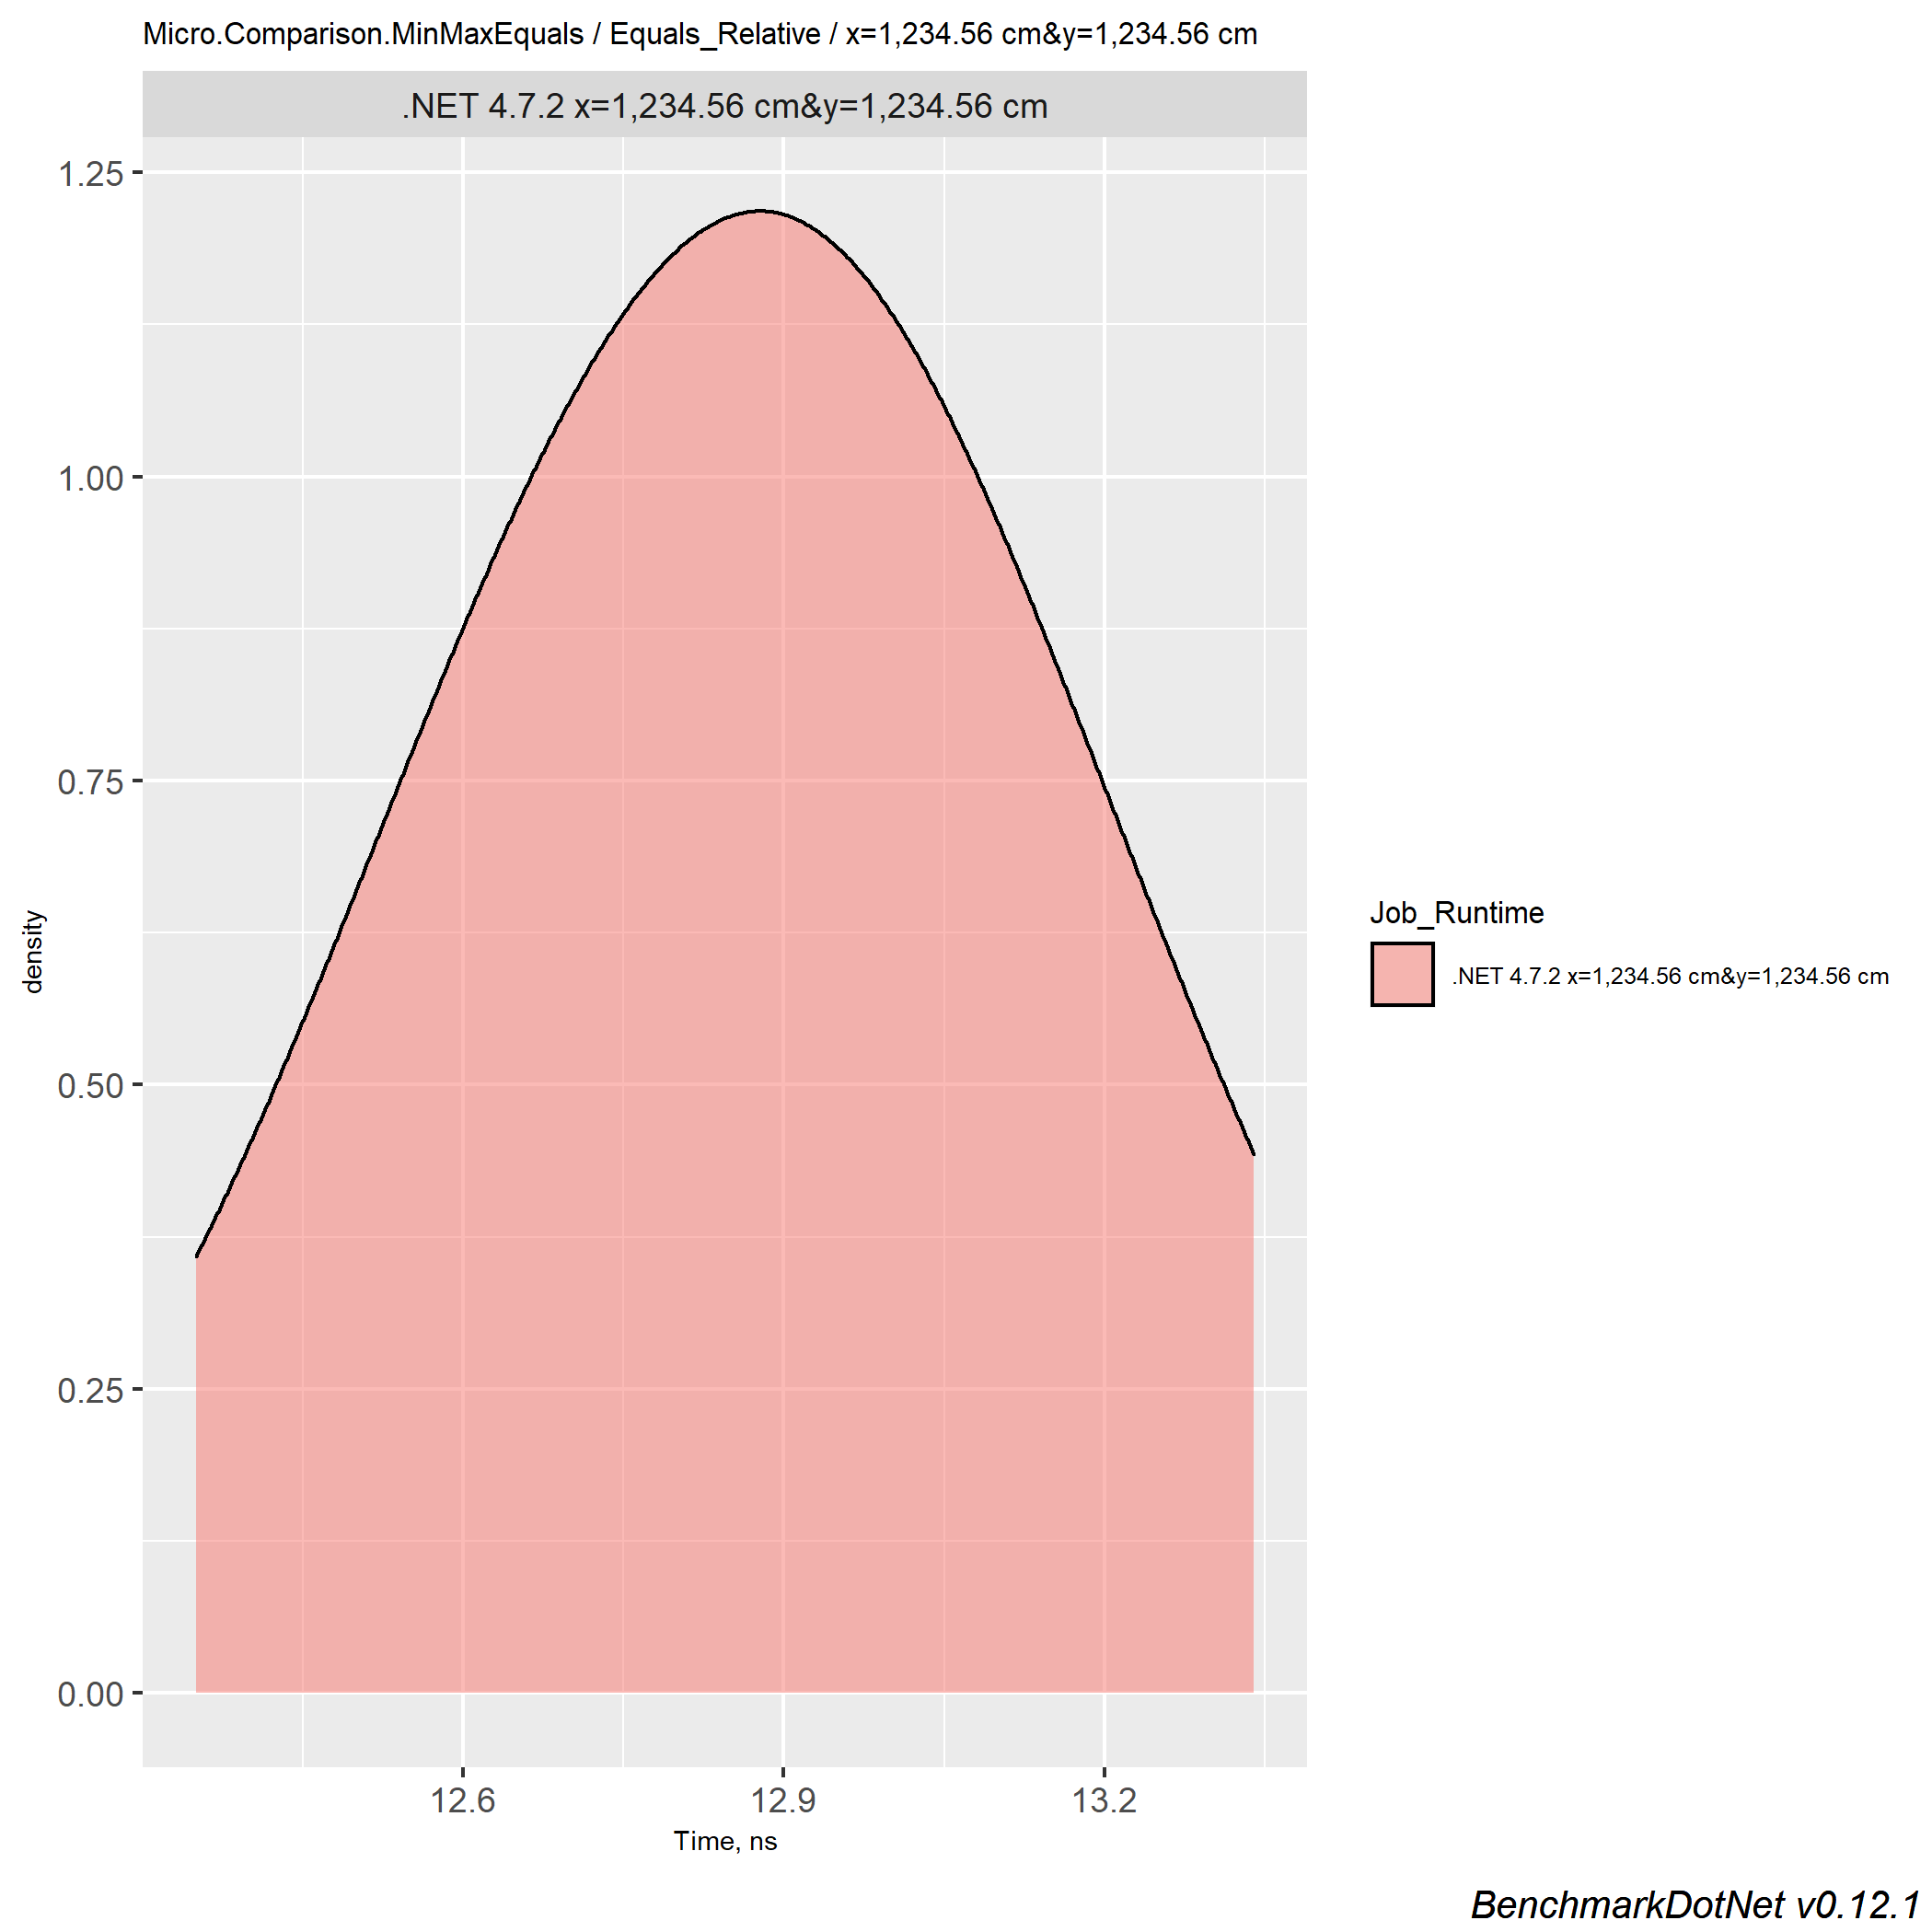 Micro.Comparison.MinMaxEquals / Equals_Relative / x=1,234.56 cm&y=1,234.56 cm
.NET 4.7.2 x=1,234.56 cm&y=1,234.56 cm
1.25
1.00
0.75
0.50
0.25
0.00
density
12.6 12.9 13.2
Time, ns
Job_Runtime
.NET 4.7.2 x=1,234.56 cm&y=1,234.56 cm
BenchmarkDotNet v0.12.1